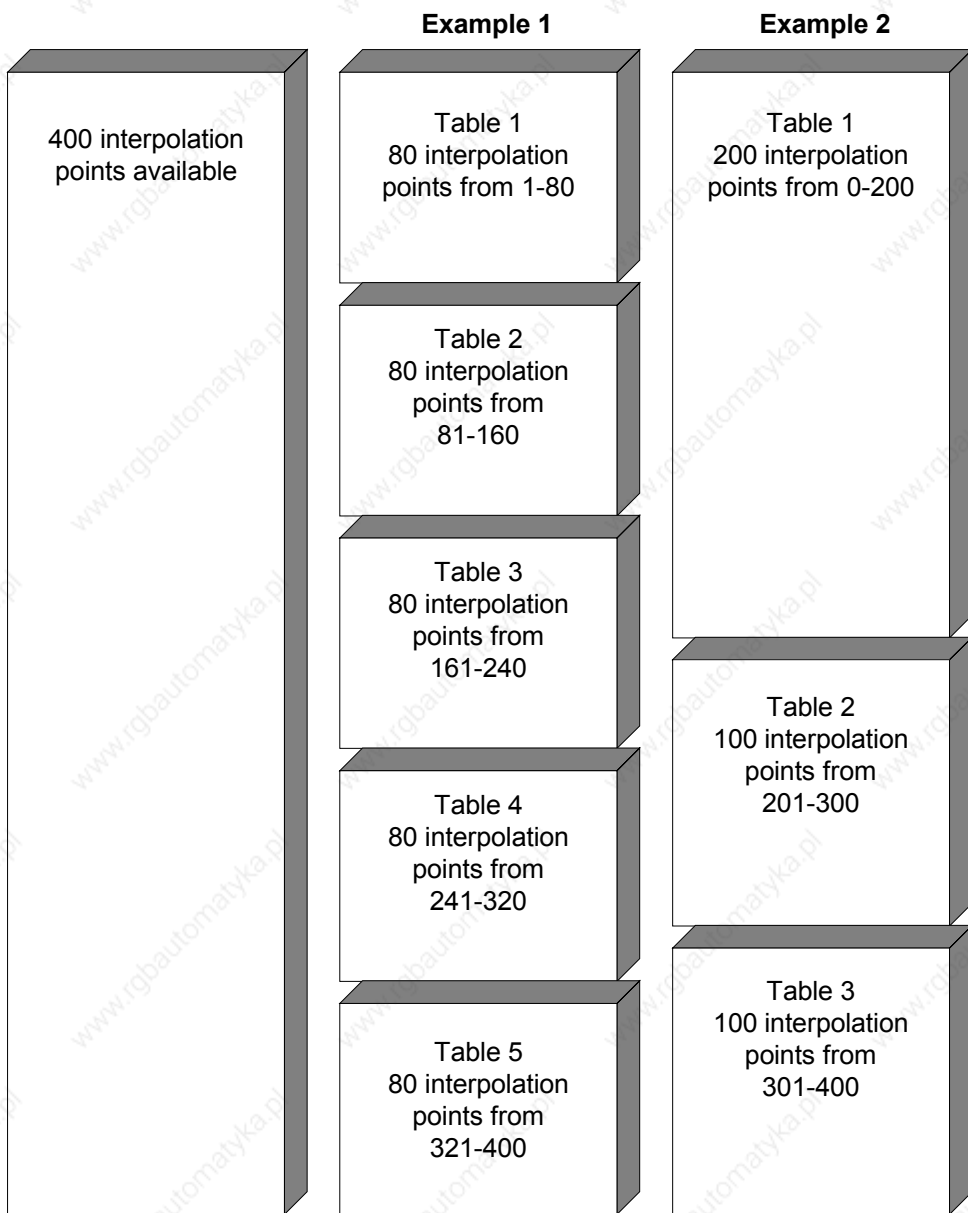 Example 1
Example 2
400 interpolation
points available
Table 1
80 interpolation
points from 1-80
Table 2
80 interpolation
points from
81-160
Table 3
80 interpolation
points from
161-240
Table 4
80 interpolation
points from
241-320
Table 5
80 interpolation
points from
321-400
Table 1
200 interpolation
points from 0-200
Table 2
100 interpolation
points from
201-300
Table 3
100 interpolation
points from
301-400
www.rgbautomatyka.pl